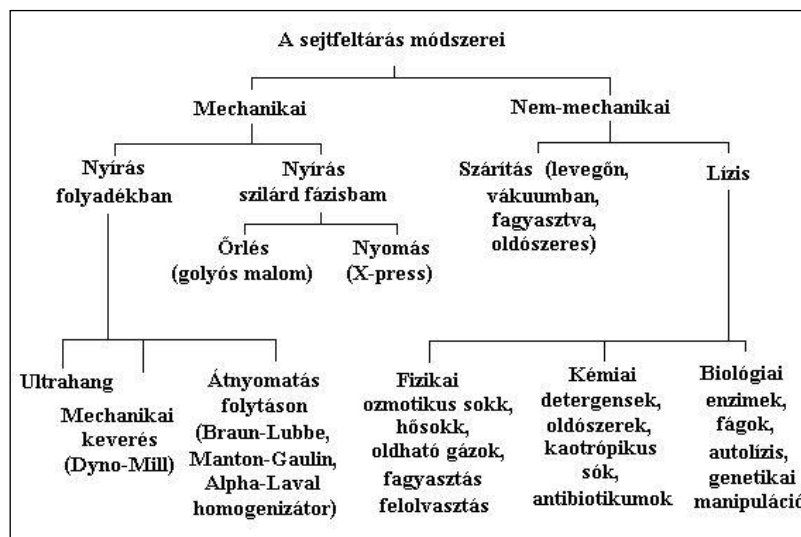 A sejtfeltárás módszerei
Mechanikai
Nem-mechanikai
Nyírás
folyadékban
Nyírás
szilárd fázisbam
Szárítás (levegőn,
vákuumban,
fagyasztva,
oldószeres)
Lízis
Őrlés
(golyós malom)
Nyomás
(X-press)
Ultrahang
Mechanikai
keverés
(Dyno-Mill)
Átnyomatás
folytáson
(Braun-Lubbe,
Manton-Gaulin,
Alpha-Laval
homogenizátor)
Fizikai
ozmotikus sokk,
hősokk,
oldható gázok,
fagyasztás
felolvasztás
Kémiai
detergensek,
oldószerek,
kaotrópikus
sók,
antibiotikumok
Biológiai
enzimek,
fágok,
autolízis,
genetikai
manipuláció